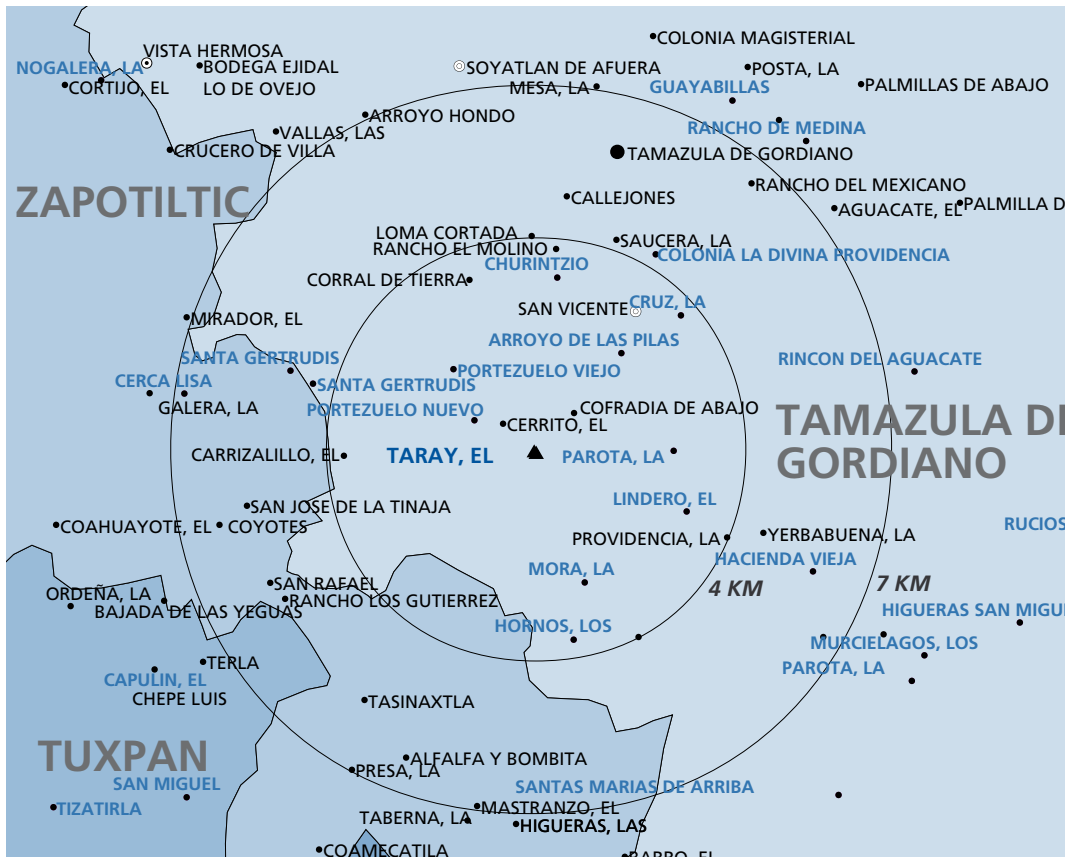 COLONIA MAGISTERIAL
VISTA HERMOSA
NOGALERA, LA
BODEGA EJIDAL
SOYATLAN DE AFUERA
POSTA, LA
CORTIJO, EL
LO DE OVEJO
MESA, LA
GUAYABILLAS
PALMILLAS DE ABAJO
ARROYO HONDO
VALLAS, LAS
RANCHO DE MEDINA
CRUCERO DE VILLA
TAMAZULA DE GORDIANO
ZAPOTILTIC
CALLEJONES
RANCHO DEL MEXICANO
AGUACATE, EL
PALMILLA D
LOMA CORTADA
RANCHO EL MOLINO
SAUCERA, LA
CHURINTZIO
COLONIA LA DIVINA PROVIDENCIA
CORRAL DE TIERRA
SAN VICENTE
CRUZ, LA
MIRADOR, EL
ARROYO DE LAS PILAS
SANTA GERTRUDIS
RINCON DEL AGUACATE
CERCA LISA
SANTA GERTRUDIS
PORTEZUELO VIEJO
GALERA, LA
PORTEZUELO NUEVO
COFRADIA DE ABAJO
CERRITO, EL
TAMAZULA DE
GORDIANO
CARRIZALILLO, EL
TARAY, EL
PAROTA, LA
LINDERO, EL
SAN JOSE DE LA TINAJA
COAHUAYOTE, EL
COYOTES
PROVIDENCIA, LA
YERBABUENA, LA
RUCIOS
HACIENDA VIEJA
MORA, LA
SAN RAFAEL
4 KM
7 KM
ORDEÑA, LA
RANCHO LOS GUTIERREZ
BAJADA DE LAS YEGUAS
HIGUERAS SAN MIGUE
HORNOS, LOS
MURCIELAGOS, LOS
TERLA
PAROTA, LA
CAPULIN, EL
CHEPE LUIS
TASINAXTLA
TUXPAN
ALFALFA Y BOMBITA
PRESA, LA
SAN MIGUEL
SANTAS MARIAS DE ARRIBA
TIZATIRLA
MASTRANZO, EL
TABERNA, LA
HIGUERAS, LAS
COAMECATILA
BARRO, EL